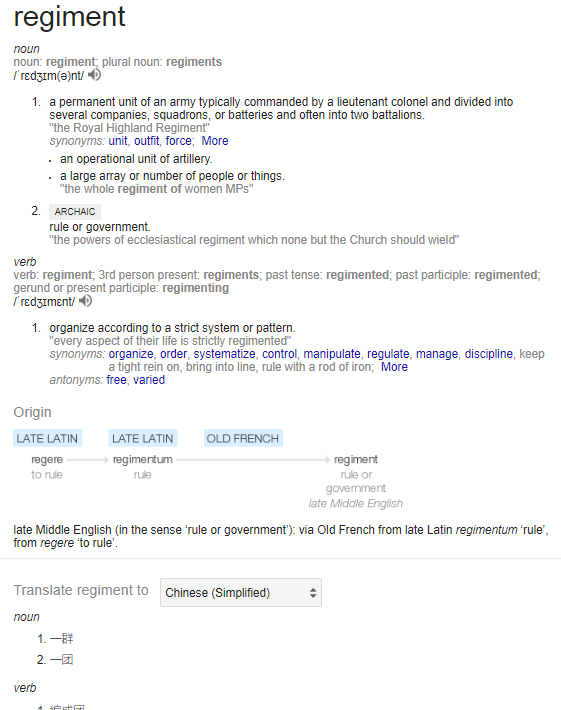 regiment
noun
noun: regiment; plural noun: regiments
/ˈrɛdʒɪm(ə)nt/
1. a permanent unit of an army typically commanded by a lieutenant colonel and divided into
several companies, squadrons, or batteries and often into two battalions.
"the Royal Highland Regiment"
synonyms: unit, outfit, force; More
• an operational unit of artillery.
• a large array or number of people or things.
"the whole regiment of women MPs"
2. ARCHAIC
rule or government.
"the powers of ecclesiastical regiment which none but the Church should wield"
verb
verb: regiment; 3rd person present: regiments; past tense: regimented; past participle: regimented;
gerund or present participle: regimenting
/ˈrɛdʒɪmɛnt/
1. organize according to a strict system or pattern.
"every aspect of their life is strictly regimented"
synonyms: organize, order, systematize, control, manipulate, regulate, manage, discipline, keep
a tight rein on, bring into line, rule with a rod of iron; More
antonyms: free, varied
Origin
LATE LATIN LATE LATIN OLD FRENCH
regere regimentum regiment
to rule rule rule or
government
late Middle English
late Middle English (in the sense ‘rule or government’): via Old French from late Latin regimentum ‘rule’,
from regere ‘to rule’.
Translate regiment to Chinese (Simplified)
noun
1. 一群
2. 一团
verb
1. 编成团